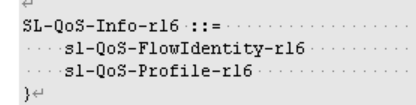 SL-QoS-Info-r16 ::=
sl-QoS-FlowIdentity-r16
sl-QoS-Profile-r16
}